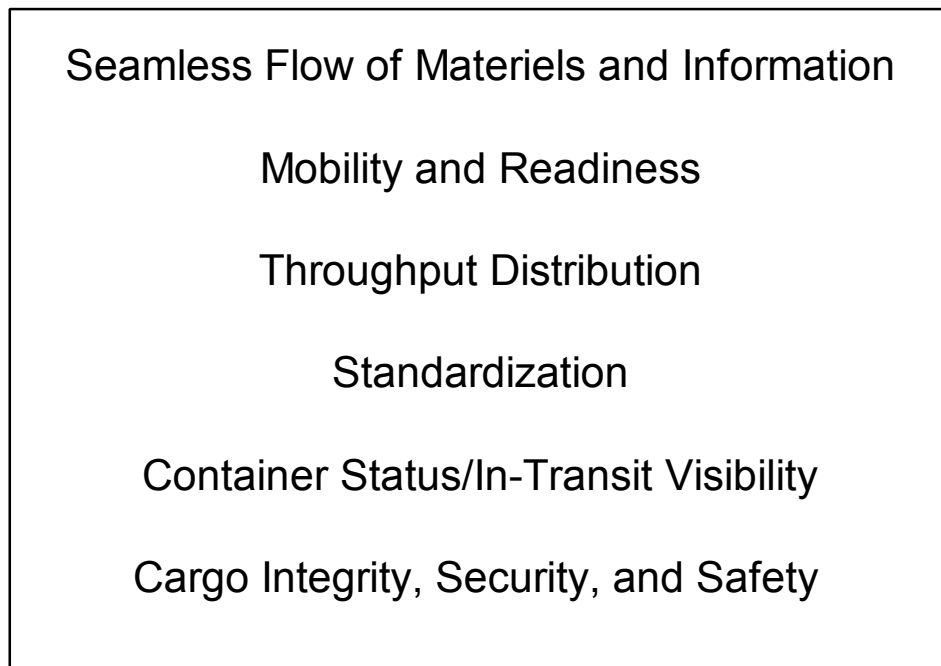 Seamless Flow of Materiels and Information
Mobility and Readiness
Throughput Distribution
Standardization
Container Status/In-Transit Visibility
Cargo Integrity, Security, and Safety